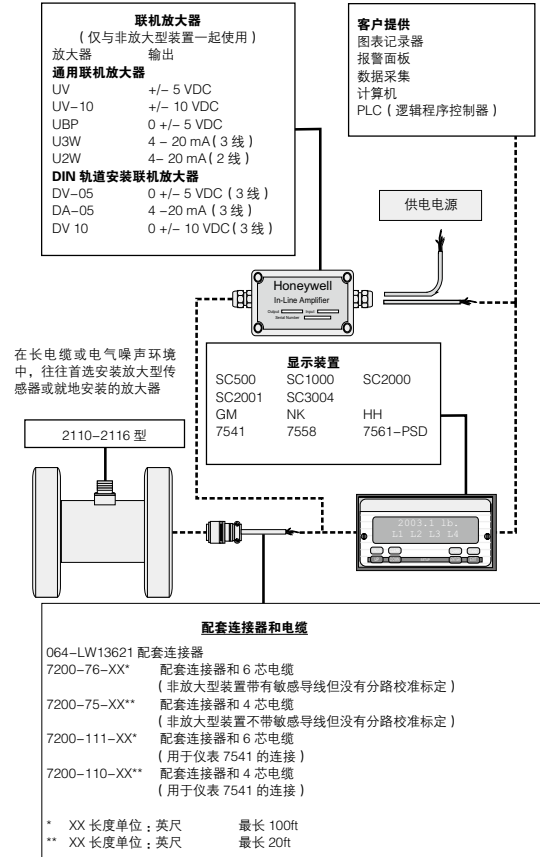 联机放大器
（仅与非放大型装置一起使用）
放大器 输出
通用联机放大器
UV +/– 5 VDC
UV–10 +/– 10 VDC
UBP 0 +/– 5 VDC
U3W 4 – 20 mA（3 线）
U2W 4– 20 mA（2 线）
DIN 轨道安装联机放大器
DV–05 0 +/– 5 VDC（3 线）
DA–05 4 –20 mA（3 线）
DV 10 0 +/– 10 VDC（3 线）
客户提供
图表记录器
报警面板
数据采集
计算机
PLC（逻辑程序控制器）
供电电源
Honeywell
In-Line Amplifier
Output Input
Serial Number
在长电缆或电气噪声环境
中，往往首选安装放大型传
感器或就地安装的放大器
显示装置
SC500 SC1000 SC2000
SC2001 SC3004
GM NK HH
7541 7558 7561–PSD
2110–2116 型
2003.1 lb.
L1 L2 L3 L4
配套连接器和电缆
064–LW13621 配套连接器
7200–76–XX* 配套连接器和 6 芯电缆
（非放大型装置带有敏感导线但没有分路校准标定）
7200–75–XX** 配套连接器和 4 芯电缆
（非放大型装置不带敏感导线但没有分路校准标定）
7200–111–XX* 配套连接器和 6 芯电缆
（用于仪表 7541 的连接）
7200–110–XX** 配套连接器和 4 芯电缆
（用于仪表 7541 的连接）
* XX 长度单位：英尺 最长 100ft
** XX 长度单位：英尺 最长 20ft